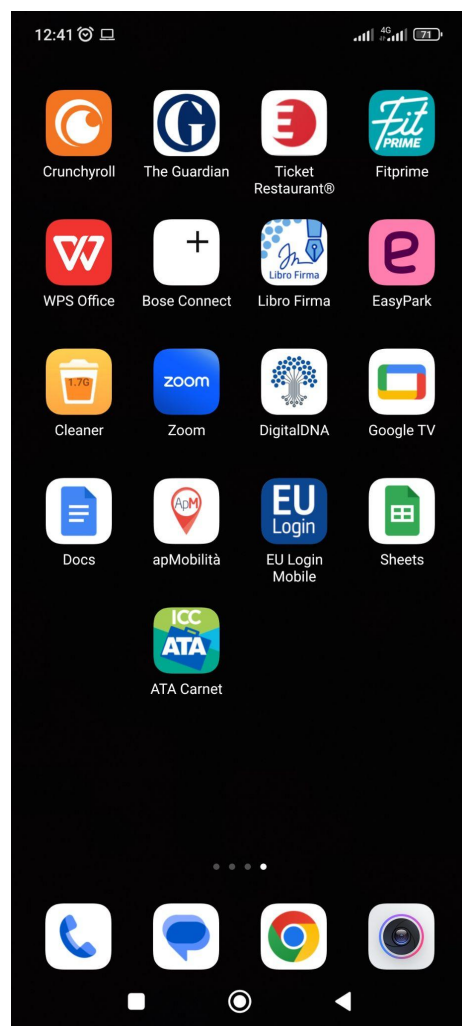 12:41
4G
71
Crunchyroll
The Guardian
Ticket
Restaurant®
Fit
PRIME
Fitprime
WPS Office
Bose Connect
Libro Firma
Libro Firma
EasyPark
1.7G
Cleaner
zoom
Zoom
DigitalDNA
Google TV
Docs
ApM
apMobilità
EU
Login
EU Login
Mobile
Sheets
ICC
ATA
ATA Carnet